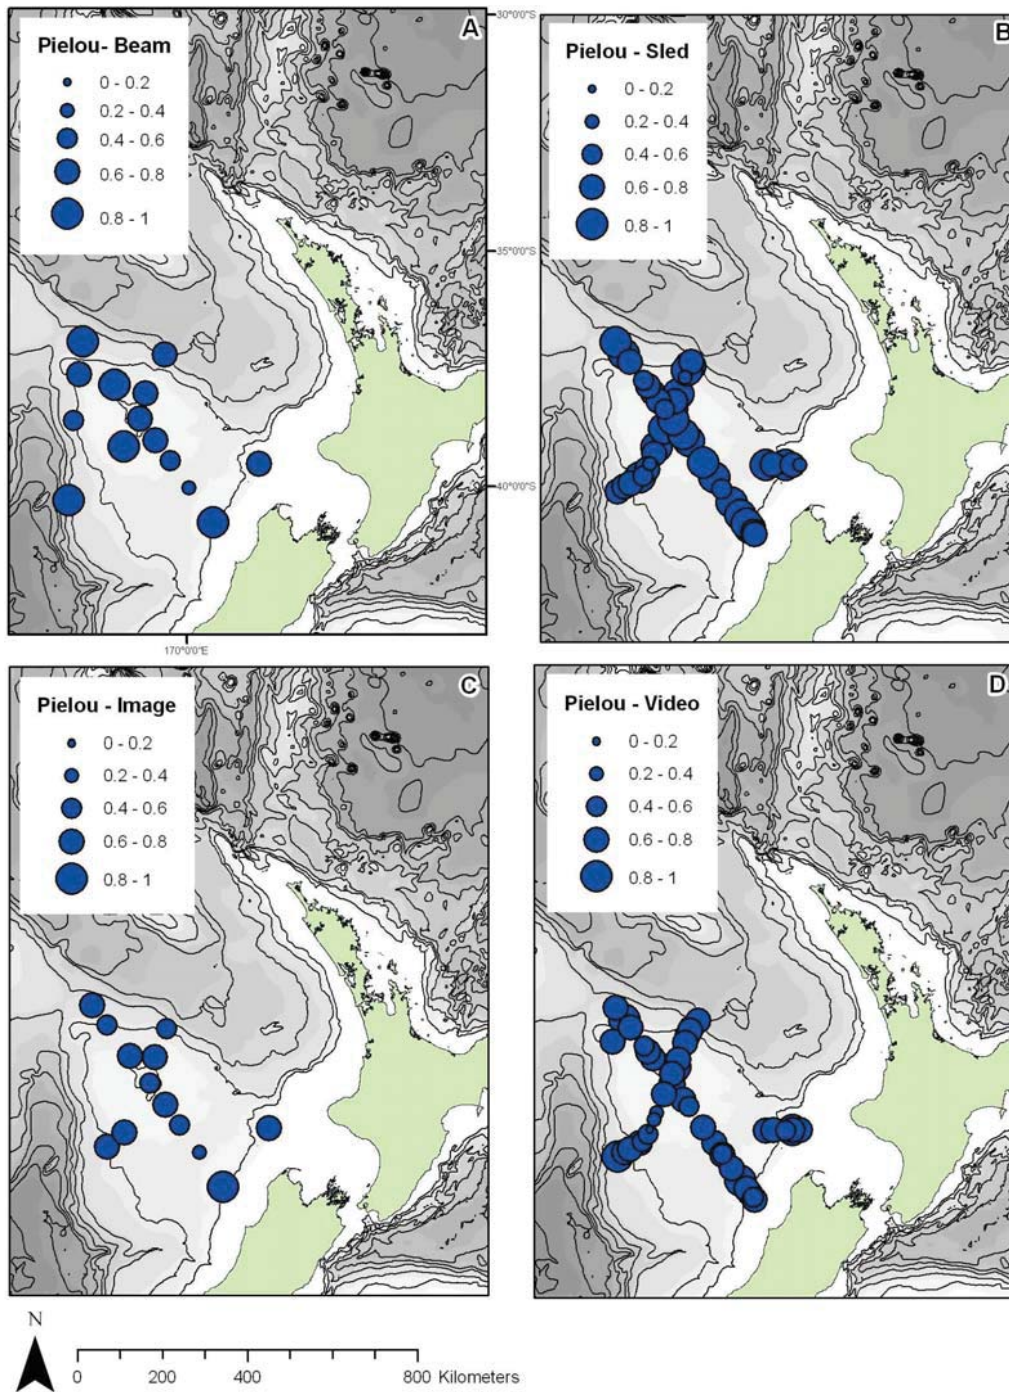 Pielou- Beam
0 - 0.2
0.2 - 0.4
0.4 - 0.6
0.6 - 0.8
0.8 - 1
A
30°0'0"S
Pielou - Sled
0 - 0.2
0.2 - 0.4
0.4 - 0.6
0.6 - 0.8
0.8 - 1
B
35°0'0"S
40°0'0"S
170°0'0"E
Pielou - Image
0 - 0.2
0.2 - 0.4
0.4 - 0.6
0.6 - 0.8
0.8 - 1
C
Pielou - Video
0 - 0.2
0.2 - 0.4
0.4 - 0.6
0.6 - 0.8
0.8 - 1
D
N
0 200 400 800 Kilometers